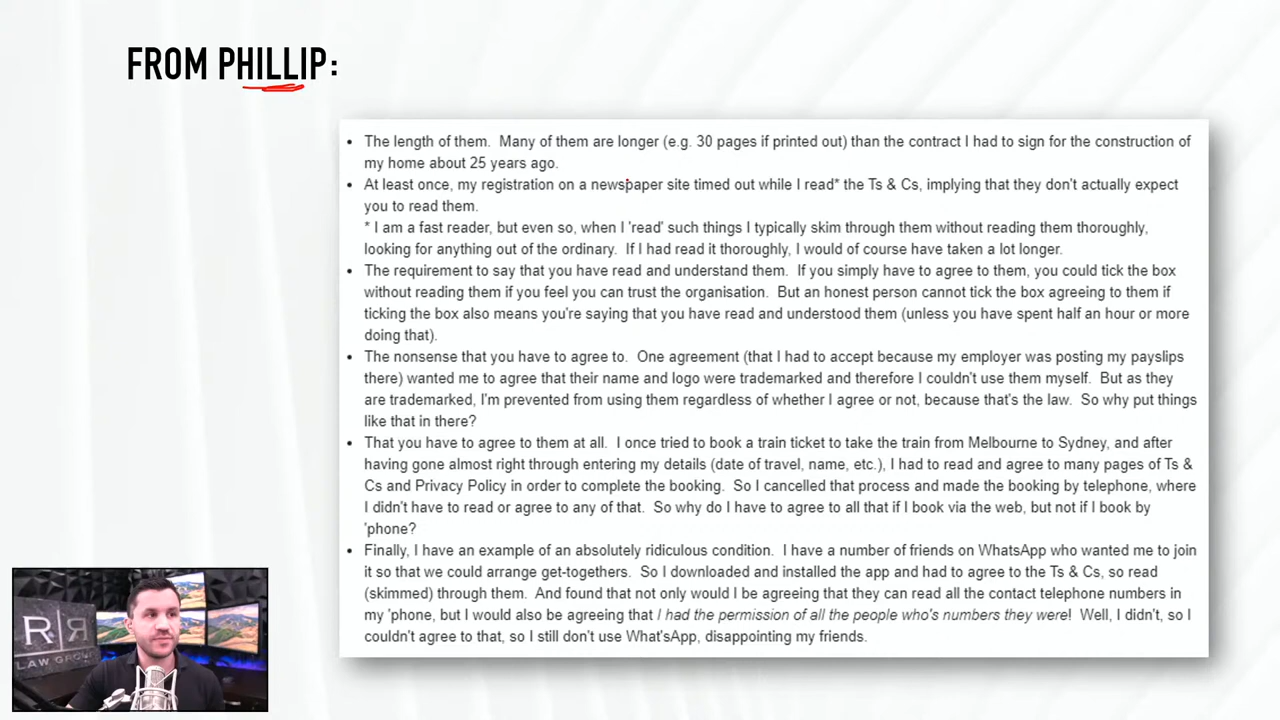 FROM PHILLIP:
• The length of them.  Many of them are longer (e.g. 30 pages if printed out) than the contract I had to sign for the construction of
my home about 25 years ago.
• At least once, my registration on a newspaper site timed out while I read* the Ts & Cs, implying that they don't actually expect
you to read them.
* I am a fast reader, but even so, when I 'read' such things I typically skim through them without reading them thoroughly,
looking for anything out of the ordinary.  If I had read it thoroughly, I would of course have taken a lot longer.
• The requirement to say that you have read and understand them.  If you simply have to agree to them, you could tick the box
without reading them if you feel you can trust the organisation.  But an honest person cannot tick the box agreeing to them if
ticking the box also means you're saying that you have read and understood them (unless you have spent half an hour or more
doing that).
• The nonsense that you have to agree to.  One agreement (that I had to accept because my employer was posting my payslips
there) wanted me to agree that their name and logo were trademarked and therefore I couldn't use them myself.  But as they
are trademarked, I'm prevented from using them regardless of whether I agree or not, because that's the law.  So why put things
like that in there?
• That you have to agree to them at all.  I once tried to book a train ticket to take the train from Melbourne to Sydney, and after
having gone almost right through entering my details (date of travel, name, etc.), I had to read and agree to many pages of Ts &
Cs and Privacy Policy in order to complete the booking.  So I cancelled that process and made the booking by telephone, where
I didn't have to read or agree to any of that.  So why do I have to agree to all that if I book via the web, but not if I book by
'phone?
• Finally, I have an example of an absolutely ridiculous condition.  I have a number of friends on WhatsApp who wanted me to join
it so that we could arrange get-togethers.  So I downloaded and installed the app and had to agree to the Ts & Cs, so read
(skimmed) through them.  And found that not only would I be agreeing that they can read all the contact telephone numbers in
my 'phone, but I would also be agreeing that I had the permission of all the people who's numbers they were!  Well, I didn't, so I
couldn't agree to that, so I still don't use What'sApp, disappointing my friends.
R|R
LAW GROUP